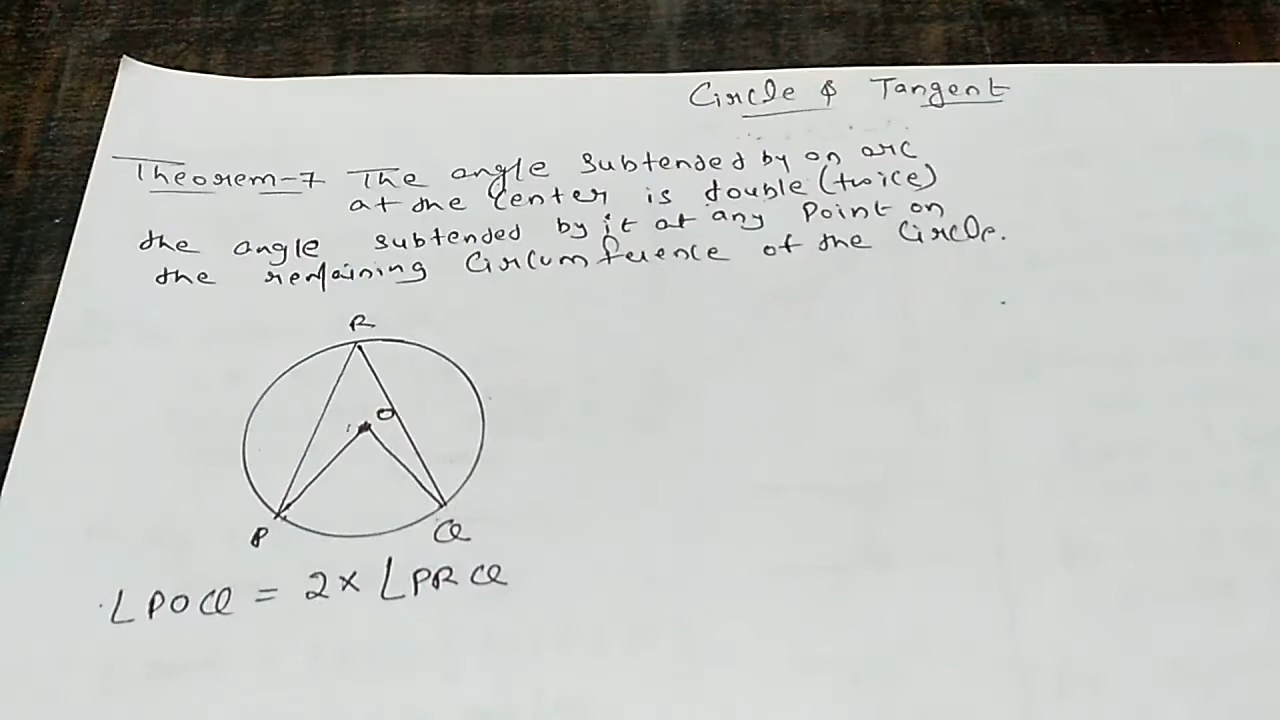 Circle & Tangent
Theorem-7 The angle subtended by an arc
at the center is double (twice)
the angle subtended by it at any point on
the remaining circumference of the circle.
R
O
P
Q
∠POQ = 2 × ∠PRQ